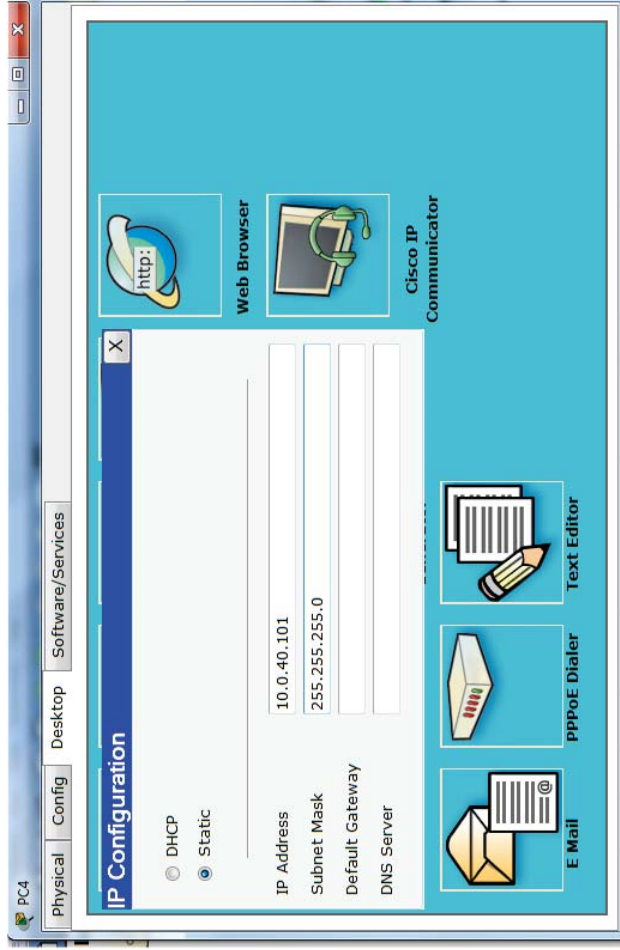 PC4
Physical
Config
Desktop
Software/Services
IP Configuration
X
DHCP
Static
IP Address
10.0.40.101
Subnet Mask
255.255.255.0
Default Gateway
DNS Server
http:
Web Browser
Cisco IP
Communicator
@
E Mail
PPPoE Dialer
Text Editor